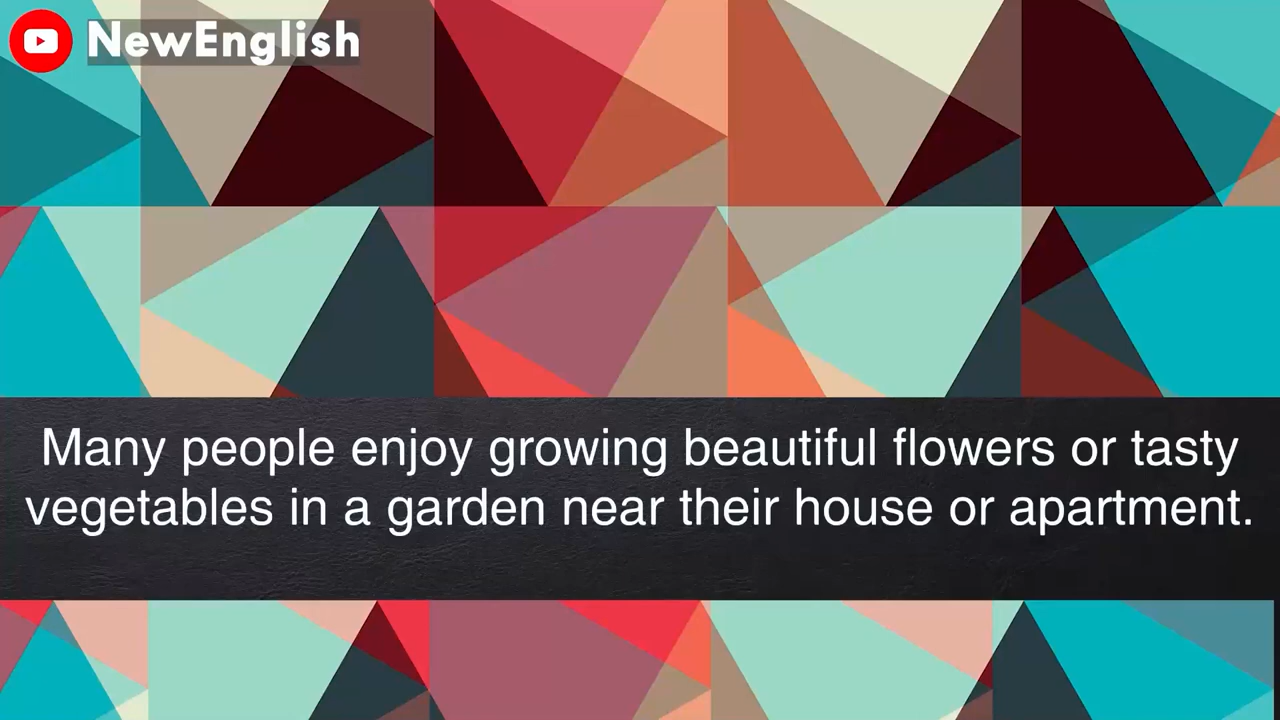 NewEnglish
Many people enjoy growing beautiful flowers or tasty
vegetables in a garden near their house or apartment.